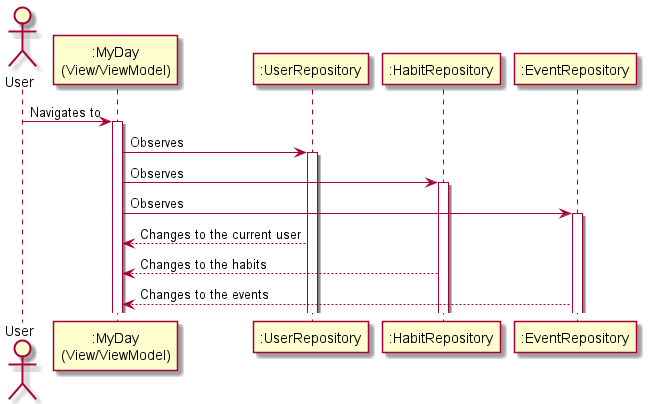 :MyDay
(View/ViewModel)
:UserRepository
:HabitRepository
:EventRepository
User
Navigates to
Observes
Observes
Observes
Changes to the current user
Changes to the habits
Changes to the events
User
:MyDay
(View/ViewModel)
:UserRepository
:HabitRepository
:EventRepository